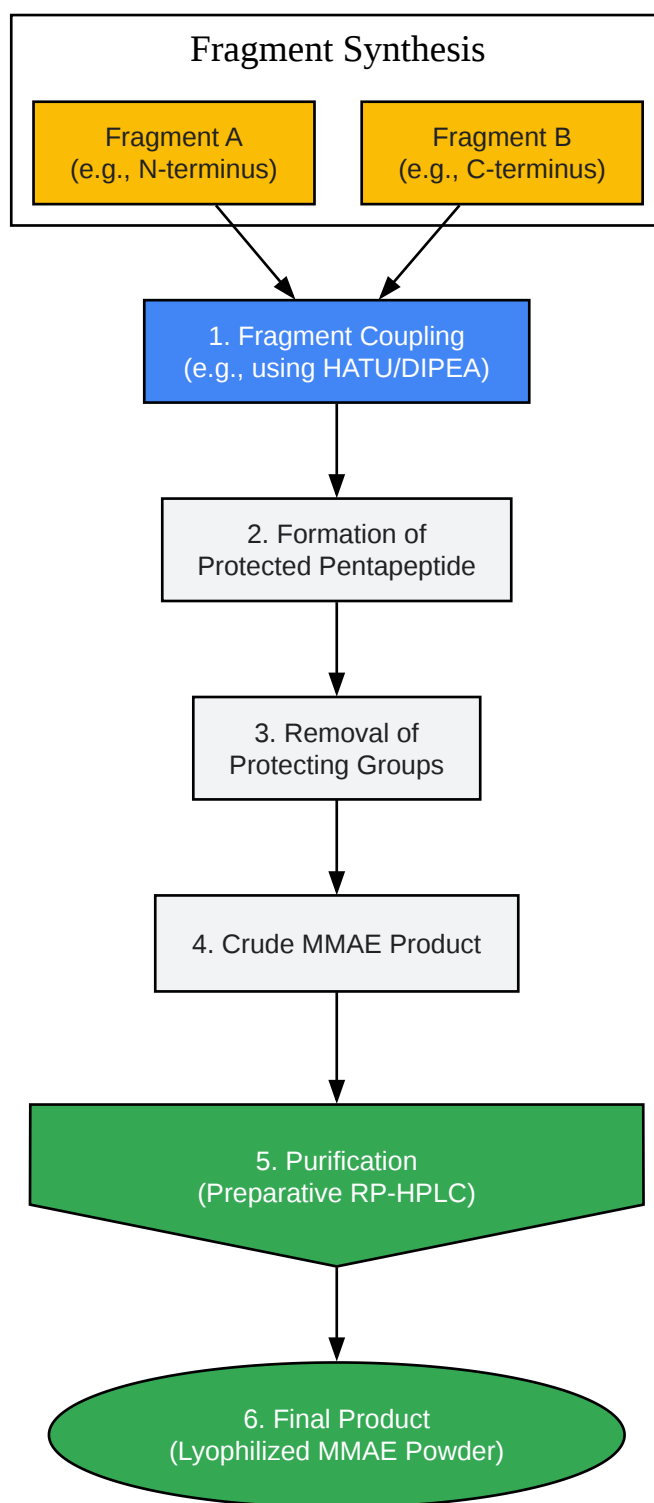 Fragment Synthesis
Fragment A
(e.g., N-terminus)
Fragment B
(e.g., C-terminus)
1. Fragment Coupling
(e.g., using HATU/DIPEA)
2. Formation of
Protected Pentapeptide
3. Removal of
Protecting Groups
4. Crude MMAE Product
5. Purification
(Preparative RP-HPLC)
6. Final Product
(Lyophilized MMAE Powder)